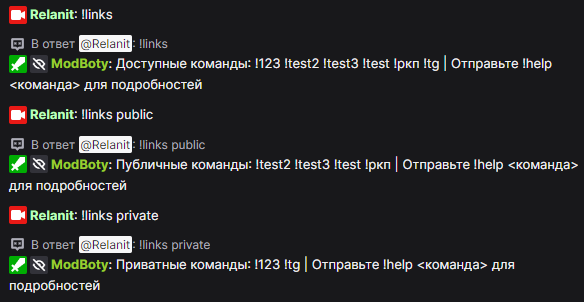 Relanit: !links
В ответ @Relanit: !links
ModBoty: Доступные команды: !123 !test2 !test3 !test !ркп !tg | Отправьте !help
<команда> для подробностей
Relanit: !links public
В ответ @Relanit: !links public
ModBoty: Публичные команды: !test2 !test3 !test !ркп | Отправьте !help <команда>
для подробностей
Relanit: !links private
В ответ @Relanit: !links private
ModBoty: Приватные команды: !123 !tg | Отправьте !help <команда> для
подробностей